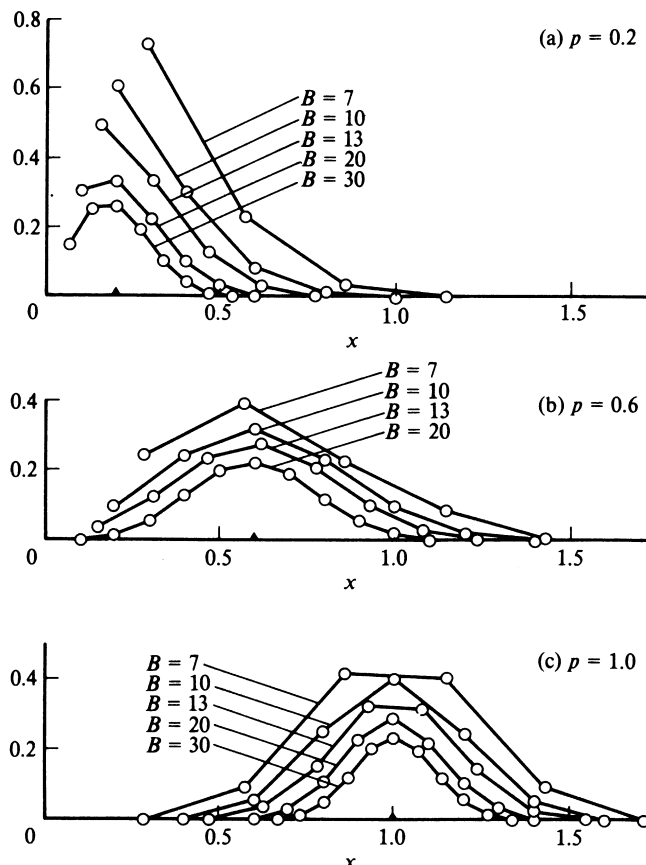 0.8
(a) p = 0.2
0.6
B = 7
B = 10
0.4
B = 13
B = 20
B = 30
0.2
0
0.5
1.0
1.5
x
B = 7
(b) p = 0.6
0.4
B = 10
B = 13
B = 20
0.2
0
0.5
1.0
1.5
x
(c) p = 1.0
B = 7
0.4
B = 10
B = 13
B = 20
0.2
B = 30
0
0.5
1.0
1.5
x